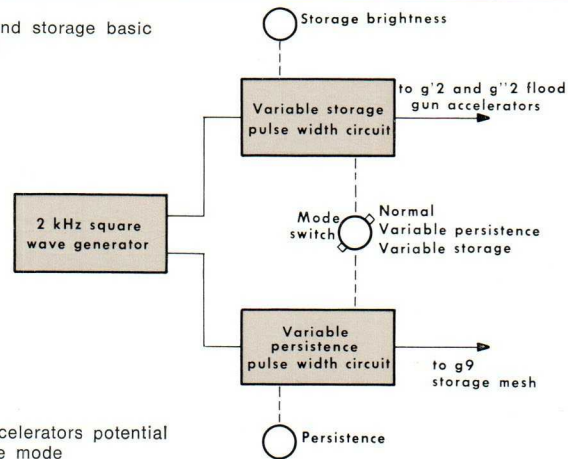 nd storage basic
Storage brightness
Variable storage
pulse width circuit
to g'2 and g''2 flood
gun accelerators
2 kHz square
wave generator
Mode
switch
Normal
Variable persistence
Variable storage
Variable
persistence
pulse width circuit
to g9
storage mesh
celerators potential
e mode
Persistence